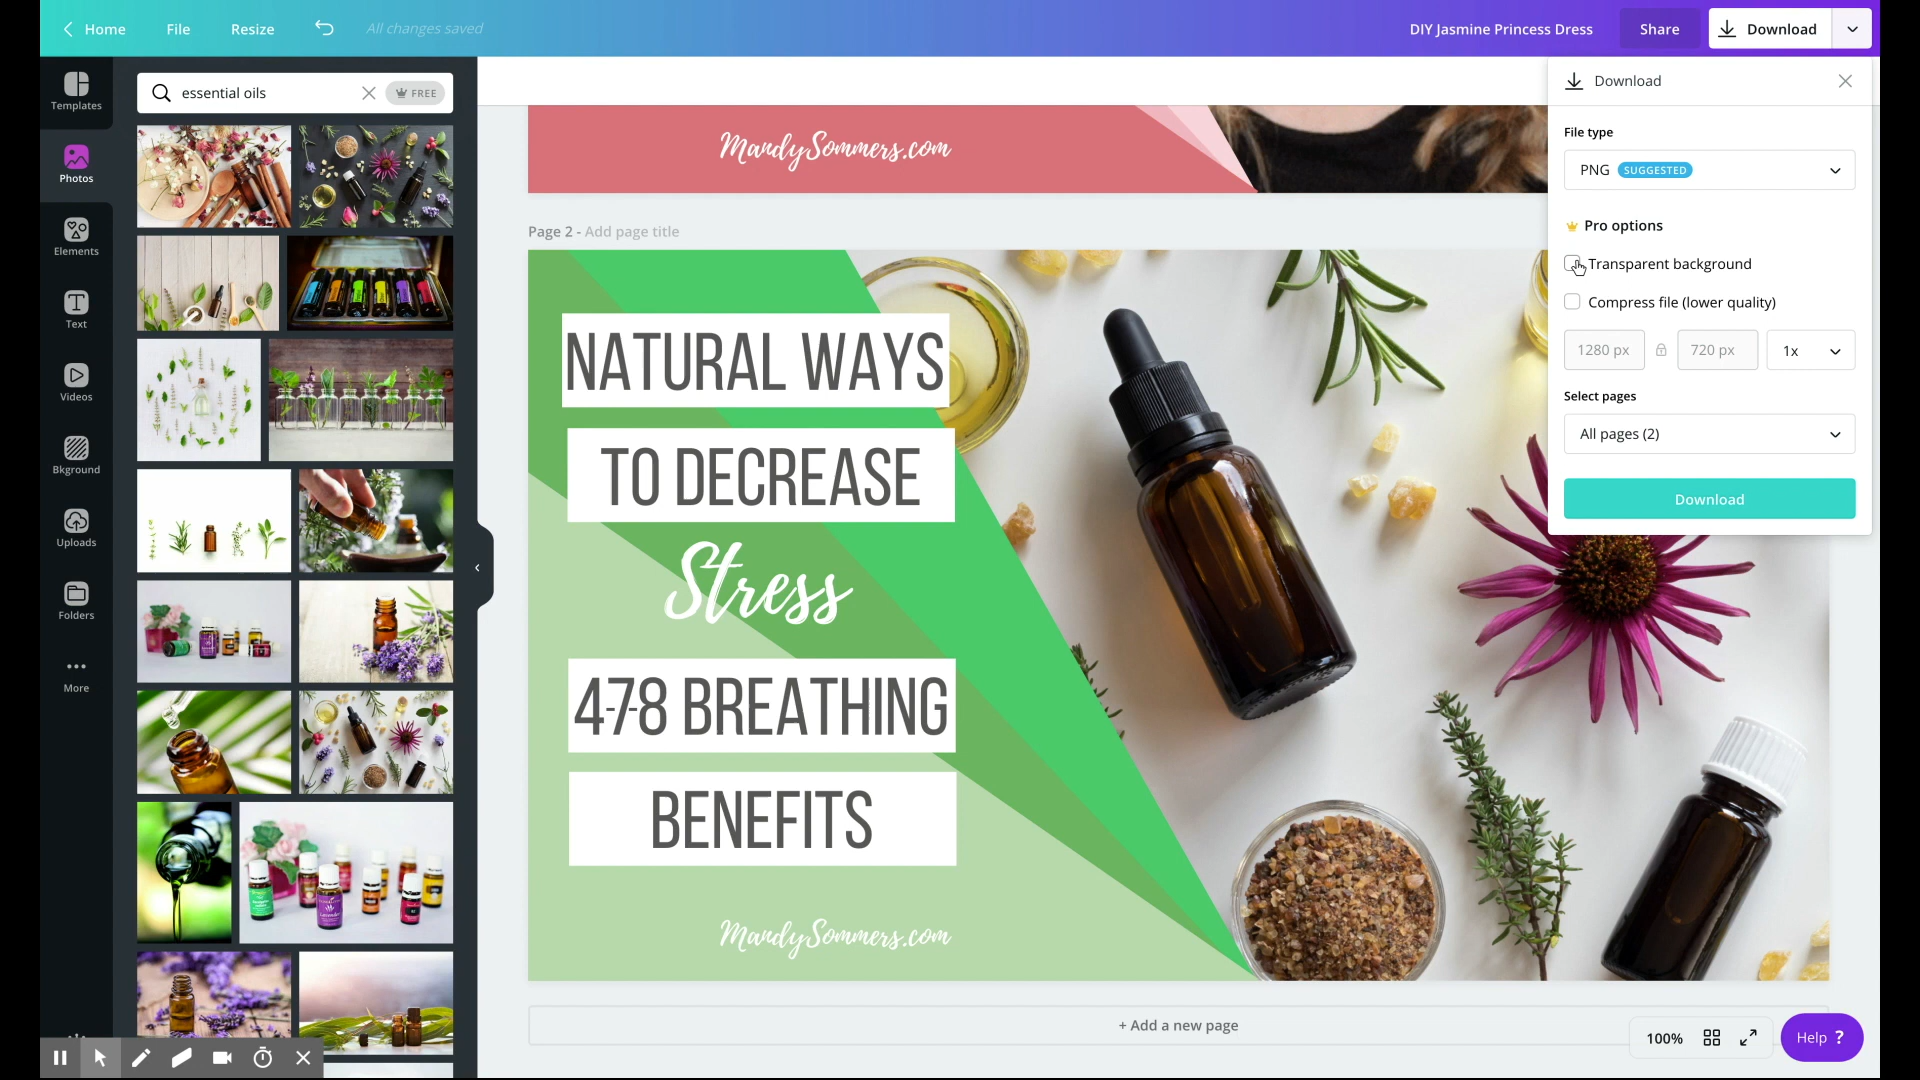 Home
File
Resize
All changes saved
DIY Jasmine Princess Dress
Share
Download
Templates
Photos
Elements
Text
Videos
Bkground
Uploads
Folders
More
essential oils
FREE
MandySommers.com
Page 2 - Add page title
NATURAL WAYS
TO DECREASE
Stress
4-7-8 BREATHING
BENEFITS
MandySommers.com
+ Add a new page
Download
File type
PNG SUGGESTED
Pro options
Transparent background
Compress file (lower quality)
1280 px
720 px
1x
Select pages
All pages (2)
Download
100%
Help ?